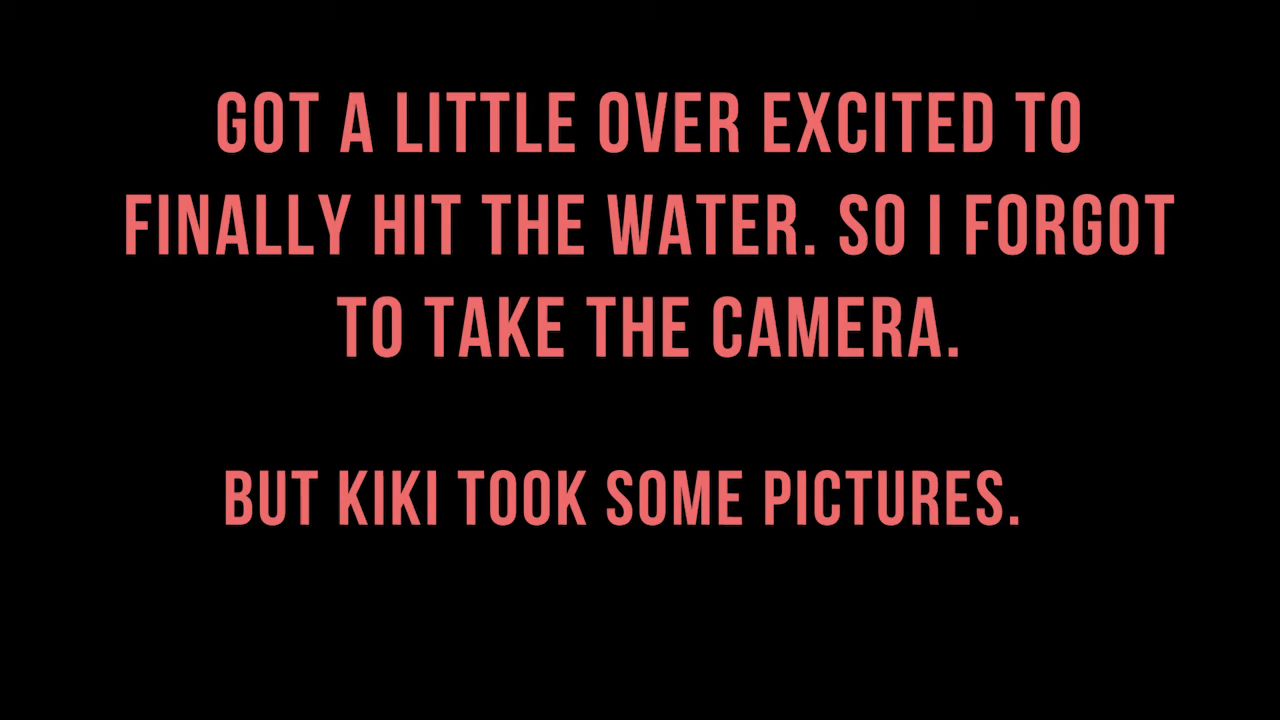 GOT A LITTLE OVER EXCITED TO
FINALLY HIT THE WATER. SO I FORGOT
TO TAKE THE CAMERA.
BUT KIKI TOOK SOME PICTURES.